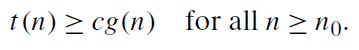 t(n) ≥ cg(n) for all n ≥ n₀.